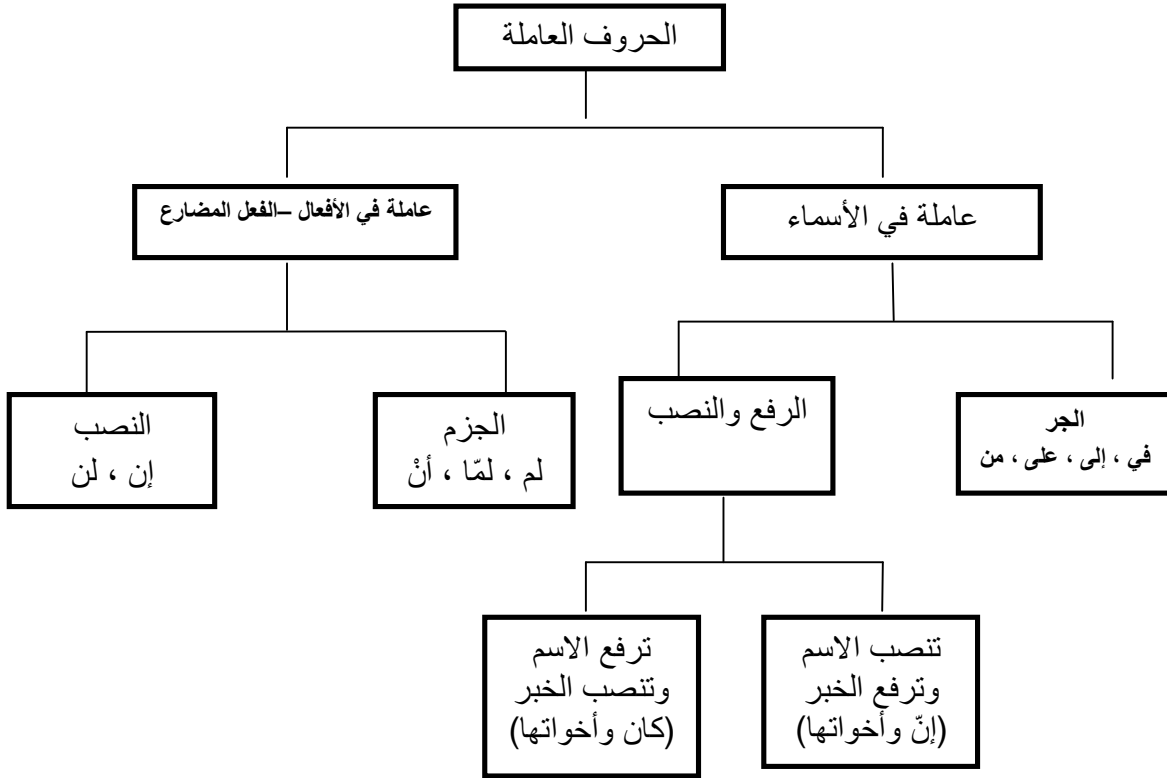 الحروف العاملة
عاملة في الأسماء
عاملة في الأفعال –الفعل المضارع
الجر
في ، إلى ، على ، من
الرفع والنصب
الجزم
لم ، لمّا ، أنْ
النصب
إن ، لن
تنصب الاسم
وترفع الخبر
(إنّ وأخواتها)
ترفع الاسم
وتنصب الخبر
(كان وأخواتها)